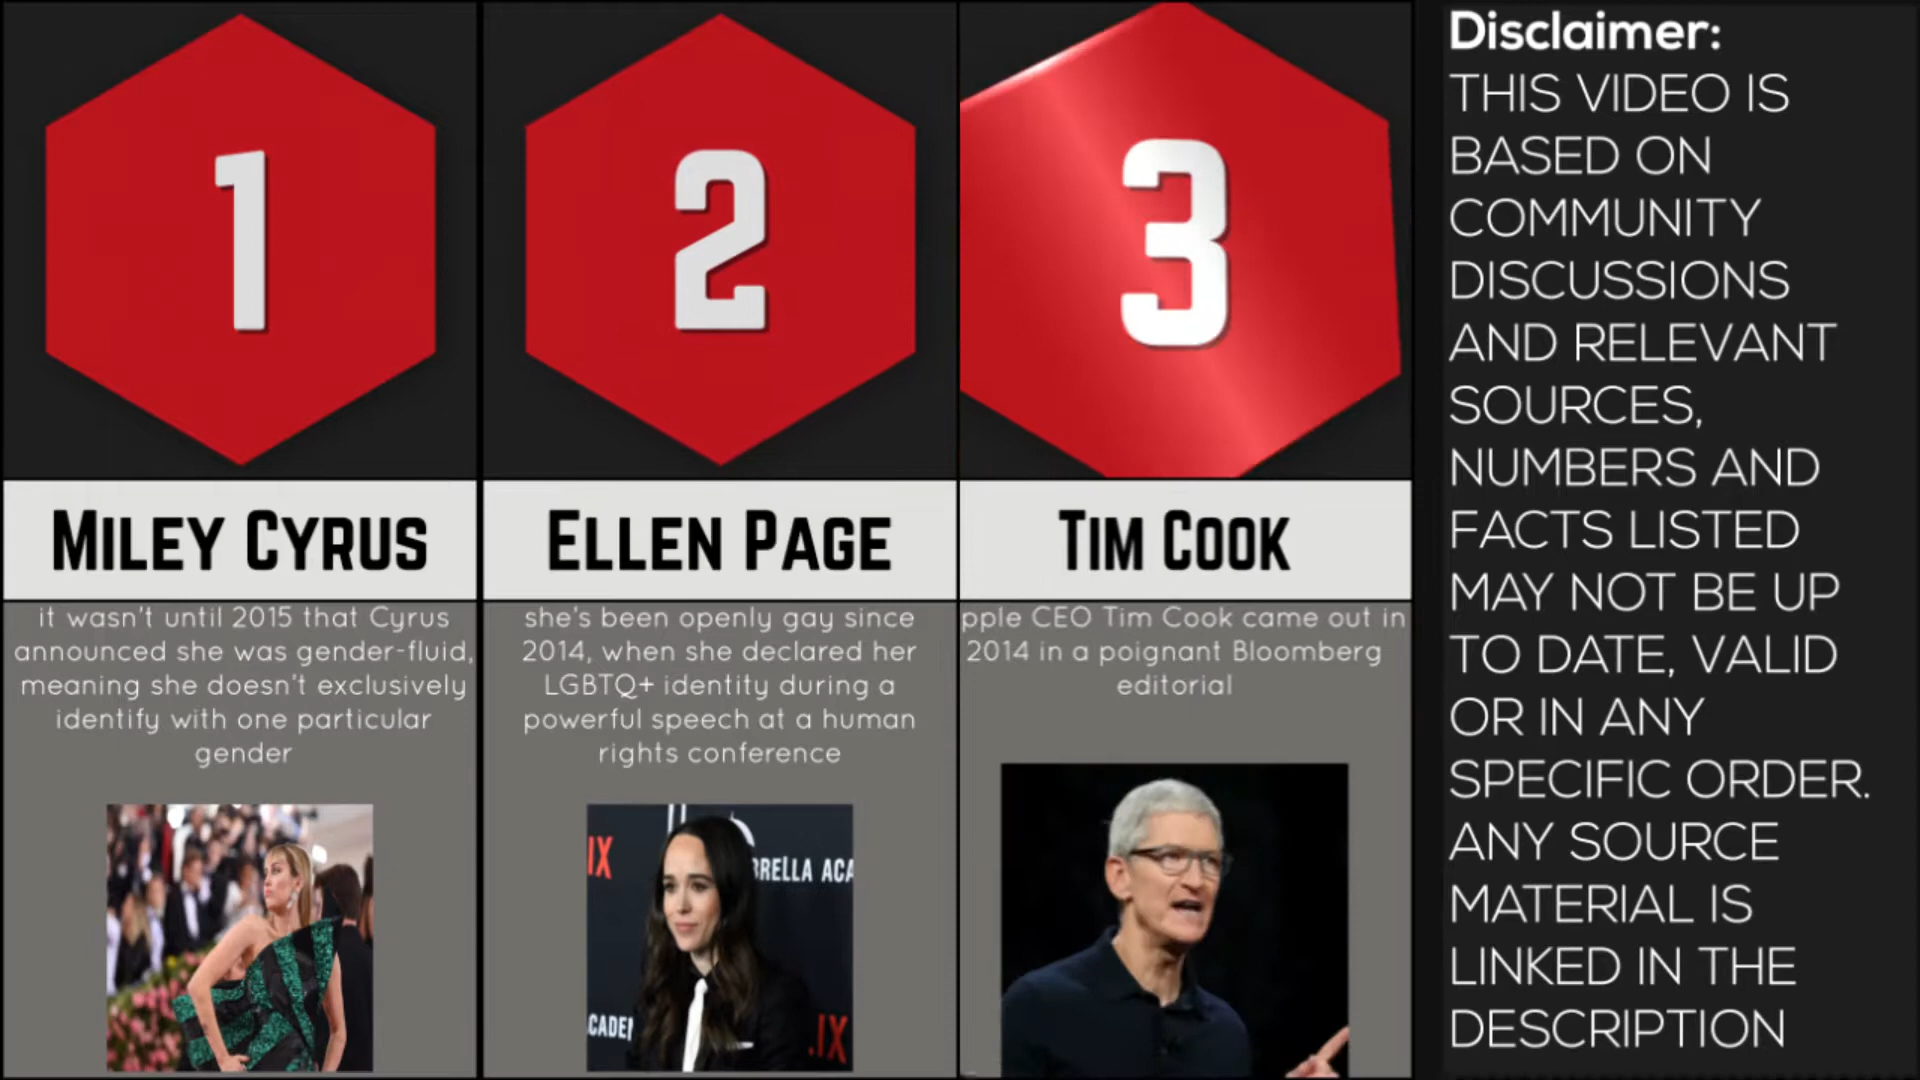 1
MILEY CYRUS
it wasn't until 2015 that Cyrus
announced she was gender-fluid,
meaning she doesn't exclusively
identify with one particular
gender
2
ELLEN PAGE
she's been openly gay since
2014, when she declared her
LGBTQ+ identity during a
powerful speech at a human
rights conference
IX
BRELLA ACA
ACADE
.IX
3
TIM COOK
pple CEO Tim Cook came out in
2014 in a poignant Bloomberg
editorial
Disclaimer:
THIS VIDEO IS
BASED ON
COMMUNITY
DISCUSSIONS
AND RELEVANT
SOURCES,
NUMBERS AND
FACTS LISTED
MAY NOT BE UP
TO DATE, VALID
OR IN ANY
SPECIFIC ORDER.
ANY SOURCE
MATERIAL IS
LINKED IN THE
DESCRIPTION